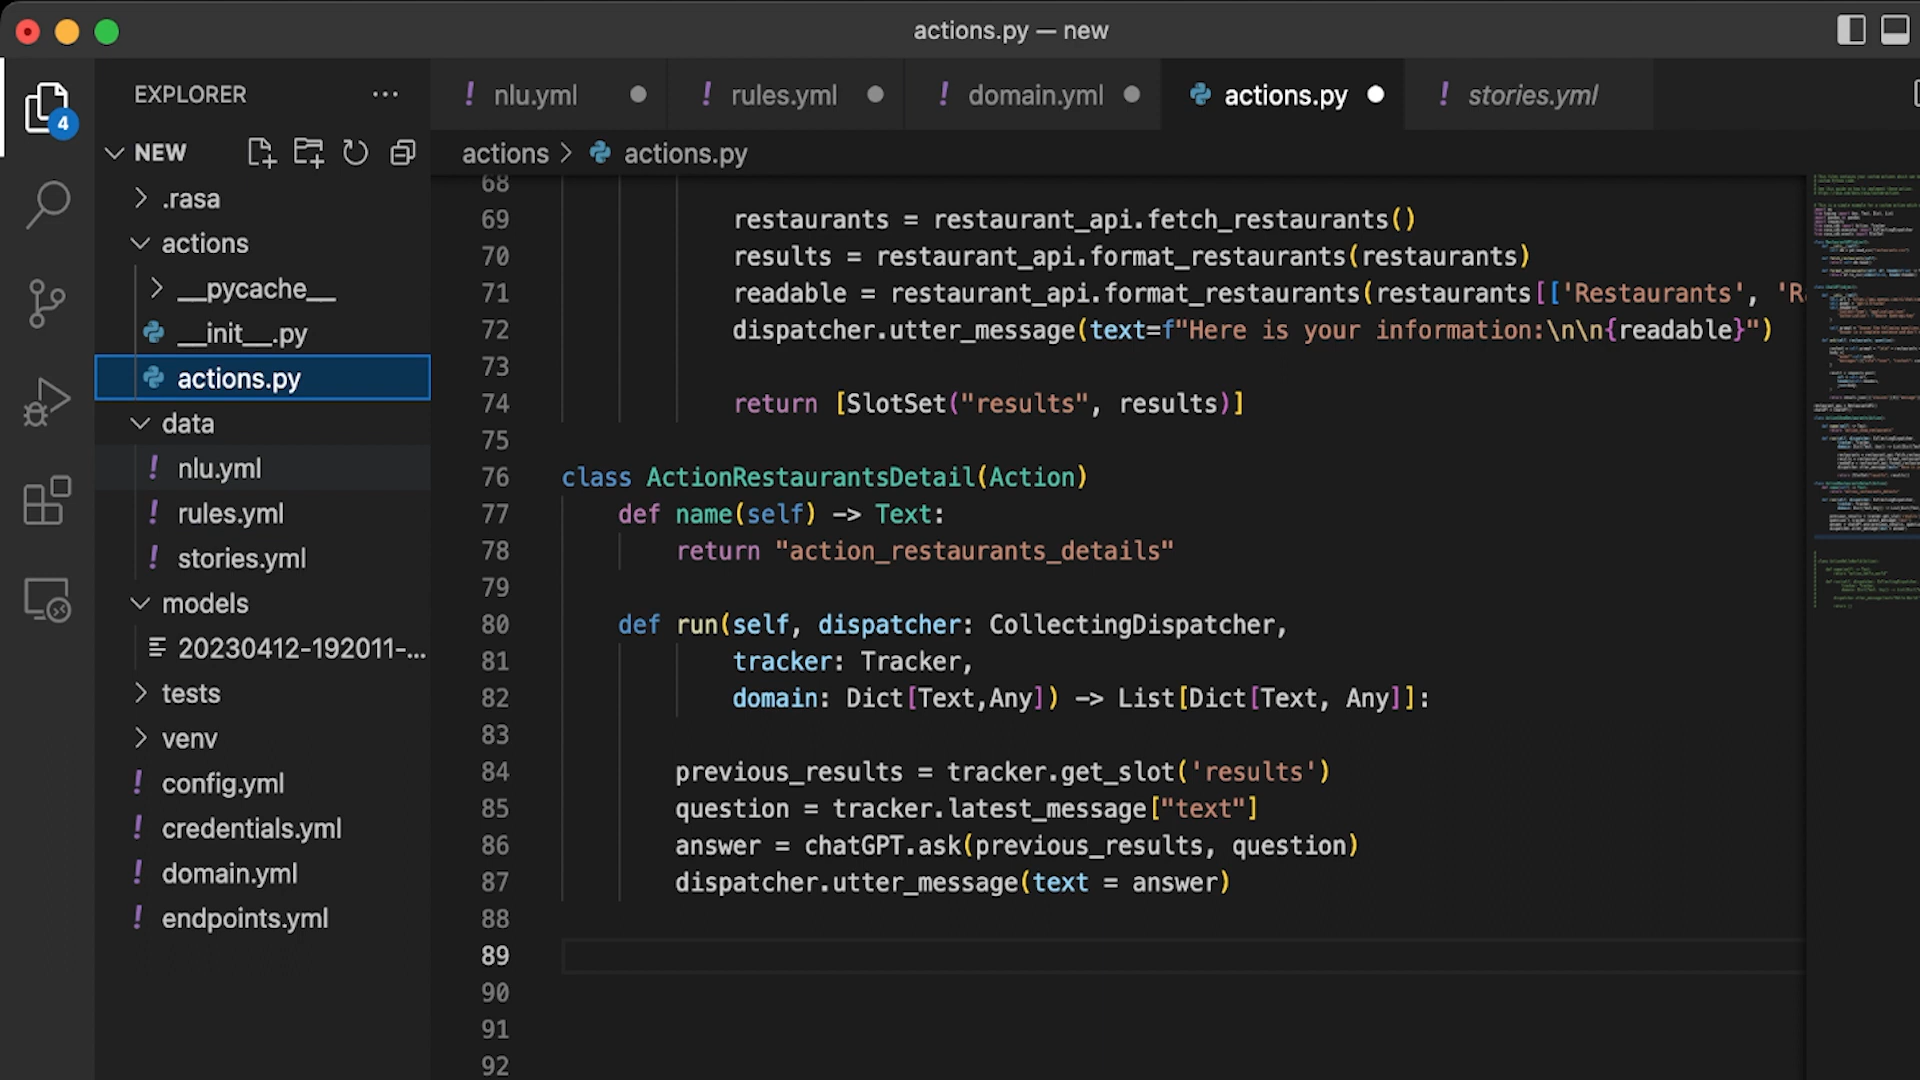 actions.py — new
EXPLORER
nlu.yml
rules.yml
domain.yml
actions.py
stories.yml
4
NEW
actions > actions.py
.rasa
actions
__pycache__
__init__.py
actions.py
data
nlu.yml
rules.yml
stories.yml
models
20230412-192011-...
tests
venv
config.yml
credentials.yml
domain.yml
endpoints.yml
68
69 restaurants = restaurant_api.fetch_restaurants()
70 results = restaurant_api.format_restaurants(restaurants)
71 readable = restaurant_api.format_restaurants(restaurants[['Restaurants', 'R
72 dispatcher.utter_message(text=f"Here is your information:\n\n{readable}")
73
74 return [SlotSet("results", results)]
75
76 class ActionRestaurantsDetail(Action)
77 def name(self) -> Text:
78 return "action_restaurants_details"
79
80 def run(self, dispatcher: CollectingDispatcher,
81 tracker: Tracker,
82 domain: Dict[Text,Any]) -> List[Dict[Text, Any]]:
83
84 previous_results = tracker.get_slot('results')
85 question = tracker.latest_message["text"]
86 answer = chatGPT.ask(previous_results, question)
87 dispatcher.utter_message(text = answer)
88
89
90
91
92